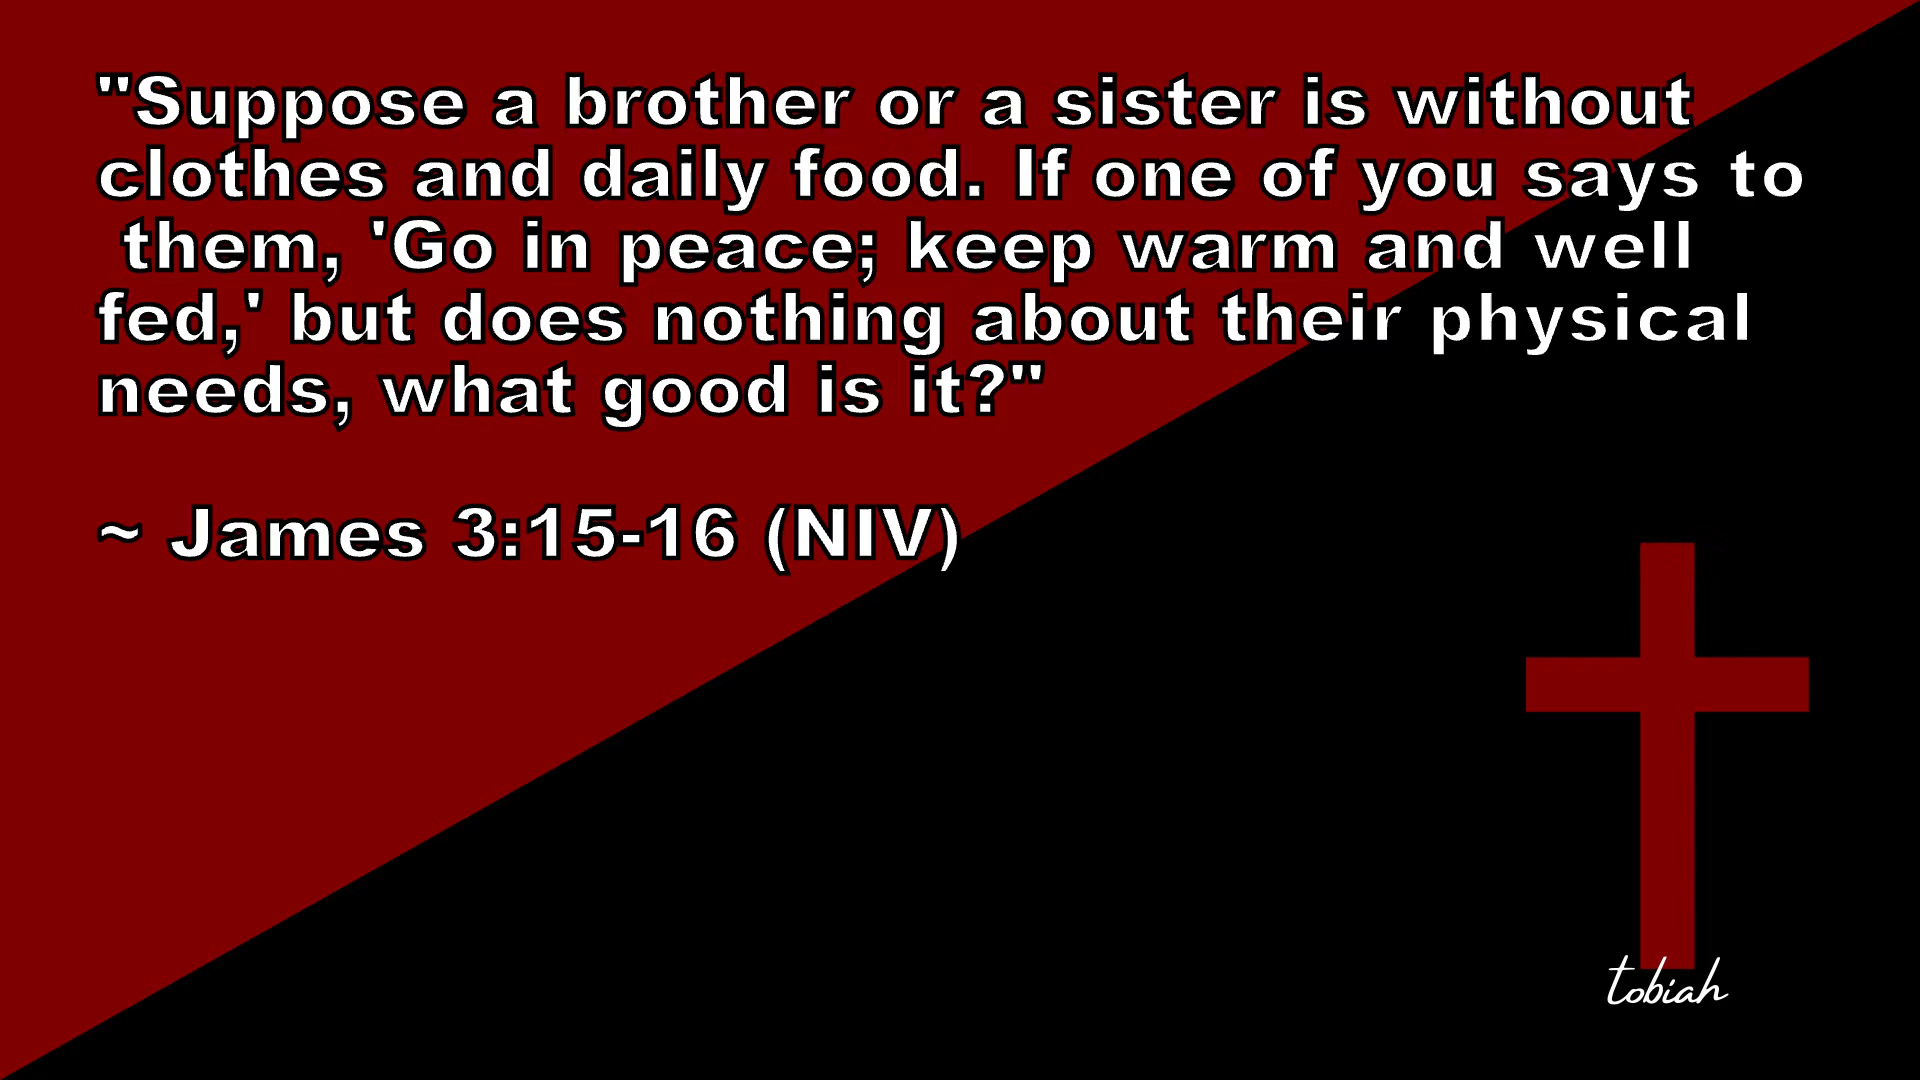 "Suppose a brother or a sister is without
clothes and daily food. If one of you says to
them, 'Go in peace; keep warm and well
fed,' but does nothing about their physical
needs, what good is it?"
~ James 3:15-16 (NIV)
tobiah